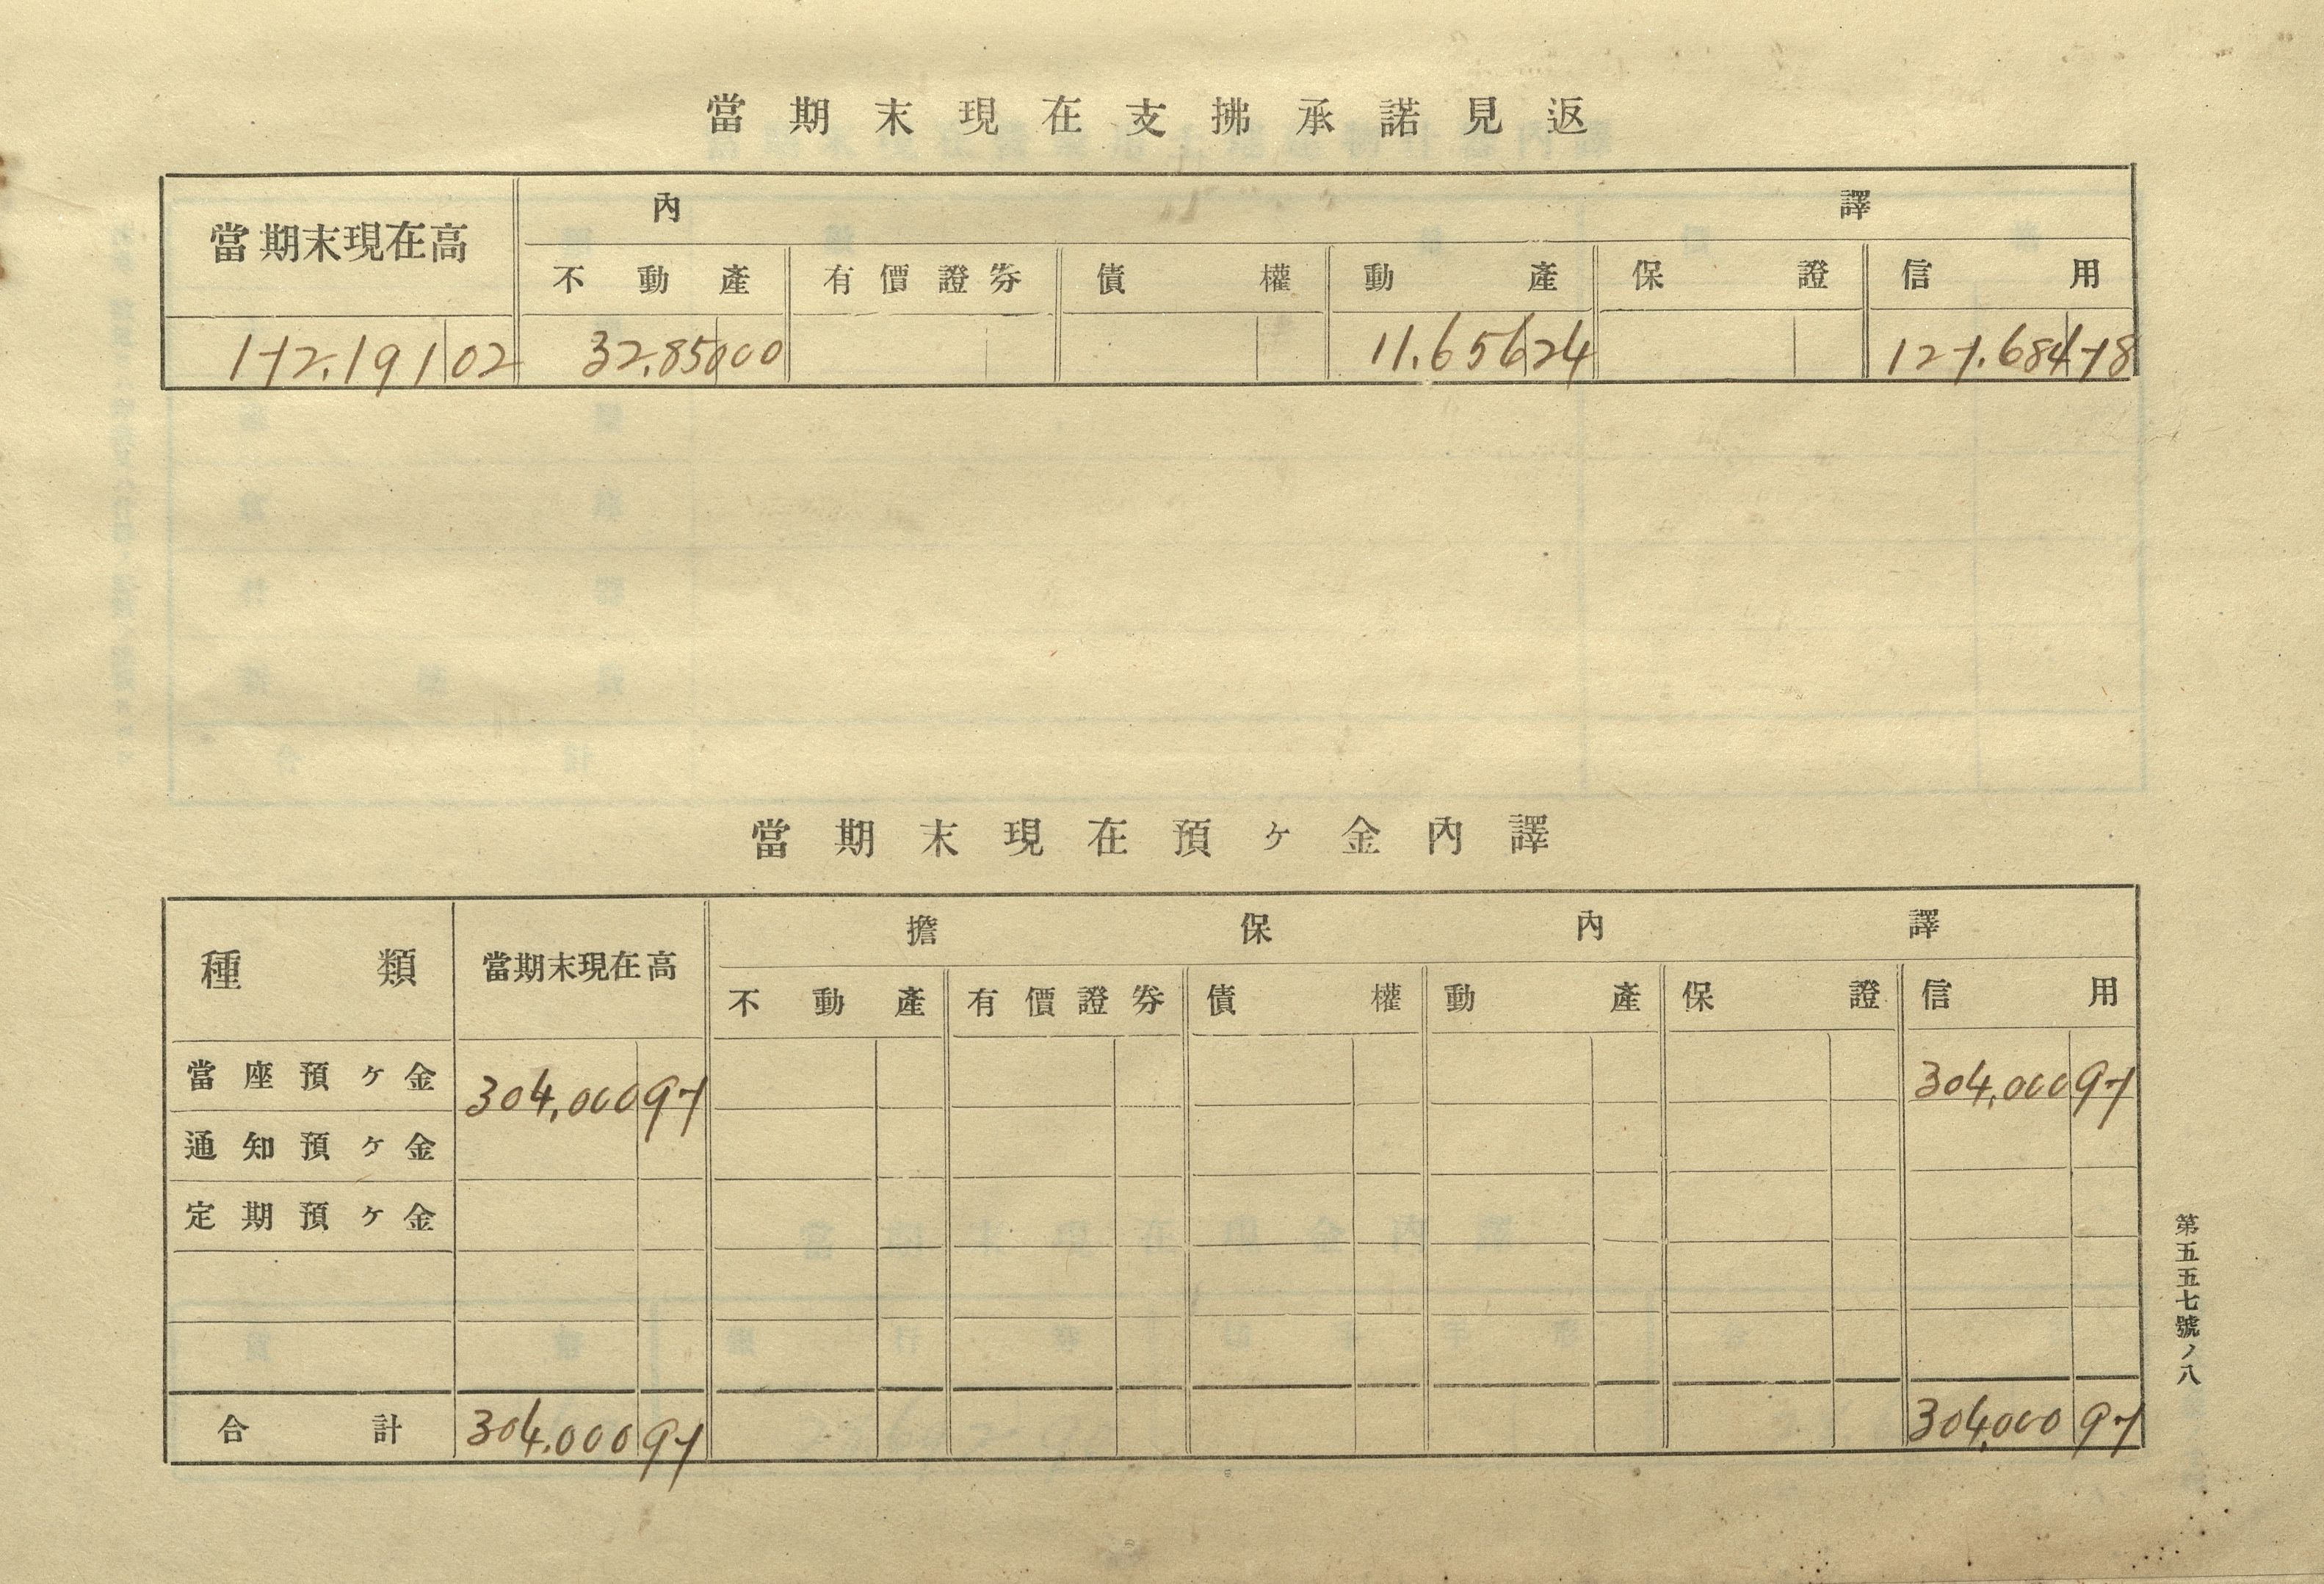 當期末現在支拂承諾見返
當期末現在高 內譯
不動產 有價證券 債權 動產 保證 信用
172.191 02 32.850 00 11.656 24 127.684 78
當期末現在預ヶ金內譯
種類 當期末現在高 擔保內譯
不動產 有價證券 債權 動產 保證 信用
當座預ヶ金 304,000 97 304,000 97
通知預ヶ金
定期預ヶ金
合計 304,000 97 304,000 97
第五五七號ノ八